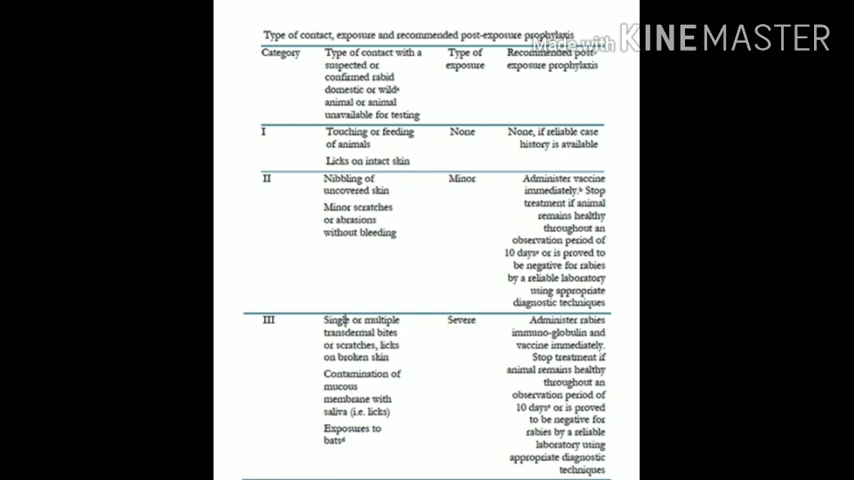 Type of contact, exposure and recommended post-exposure prophylaxis
Made with KINEMASTER
Category
Type of contact with a
suspected or
confirmed rabid
domestic or wildᵃ
animal or animal
unavailable for testing
Type of
exposure
Recommended post-
exposure prophylaxis
I
Touching or feeding
of animals
Licks on intact skin
None
None, if reliable case
history is available
II
Nibbling of
uncovered skin
Minor scratches
or abrasions
without bleeding
Minor
Administer vaccine
immediately.ᵇ Stop
treatment if animal
remains healthy
throughout an
observation period of
10 daysᶜ or is proved to
be negative for rabies
by a reliable laboratory
using appropriate
diagnostic techniques
III
Single or multiple
transdermal bites
or scratches, licks
on broken skin
Contamination of
mucous
membrane with
saliva (i.e. licks)
Exposures to
batsᵈ
Severe
Administer rabies
immuno-globulin and
vaccine immediately.
Stop treatment if
animal remains healthy
throughout an
observation period of
10 daysᶜ or is proved
to be negative for
rabies by a reliable
laboratory using
appropriate diagnostic
techniques